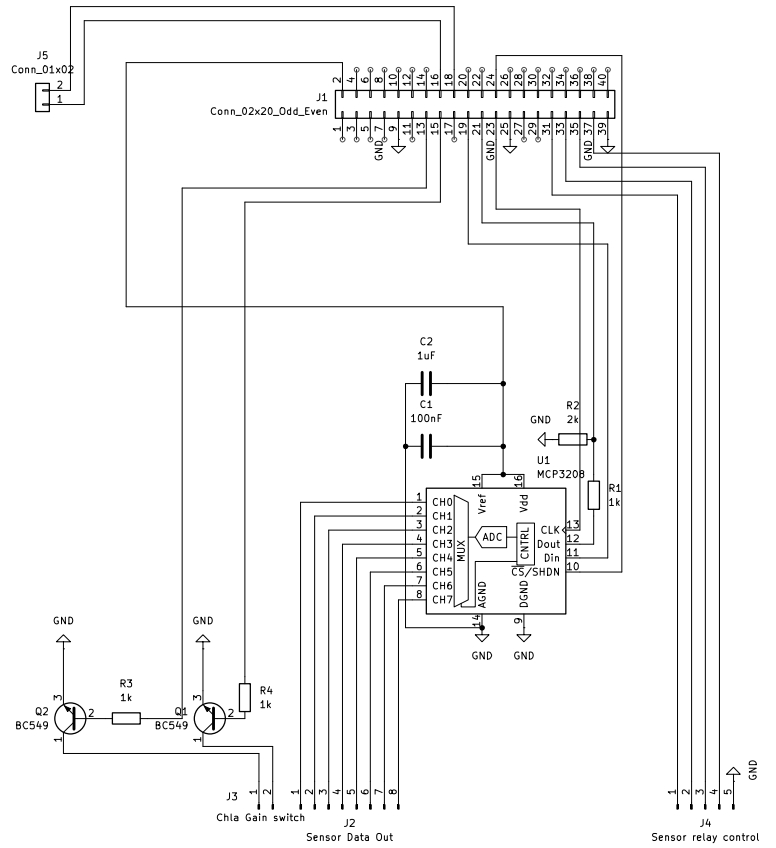 J5
Conn_01x02
2
1
2 4 6 8 10 12 14 16 18 20 22 24 26 28 30 32 34 36 38 40
J1
Conn_02x20_Odd_Even
1 3 5 7 9 11 13 15 17 19 21 23 25 27 29 31 33 35 37 39
GND GND GND
C2
1uF
C1
100nF
R2
2k
GND
U1
MCP3208
R1
1k
15 16
Vref Vdd
1 CH0
2 CH1
3 CH2
4 CH3
5 CH4
6 CH5
7 CH6
8 CH7
MUX
ADC
CNTRL
CLK 13
Dout 12
Din 11
CS/SHDN 10
AGND DGND
14 9
GND GND
GND GND
3
Q2
BC549
2
1
R3
1k
3
Q1
BC549
2
1
R4
1k
J3
1 2
Chla Gain switch
1 2 3 4 5 6 7 8
J2
Sensor Data Out
1 2 3 4 5
GND
J4
Sensor relay control